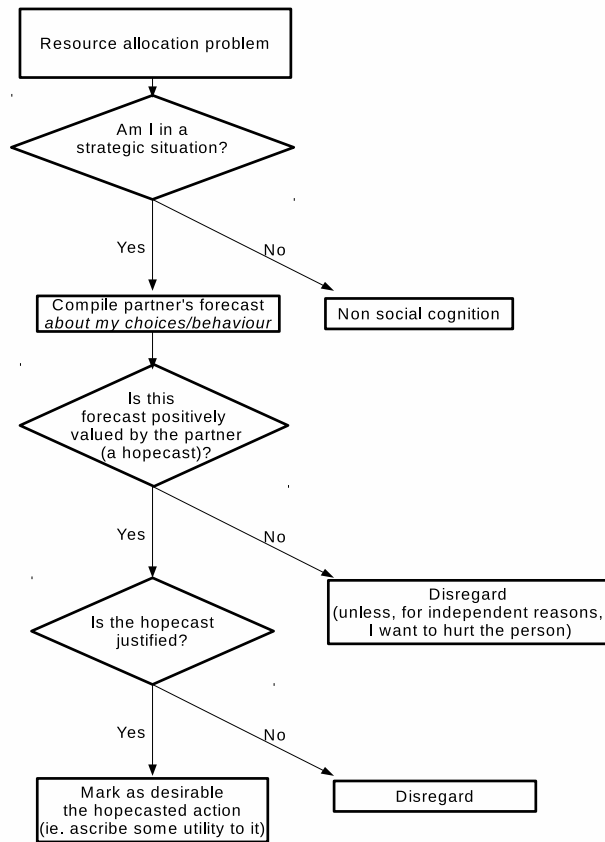 Resource allocation problem
Am I in a
strategic situation?
Yes
No
Compile partner's forecast
about my choices/behaviour
Non social cognition
Is this
forecast positively
valued by the partner
(a hopecast)?
Yes
No
Disregard
(unless, for independent reasons,
I want to hurt the person)
Is the hopecast
justified?
Yes
No
Mark as desirable
the hopecasted action
(ie. ascribe some utility to it)
Disregard